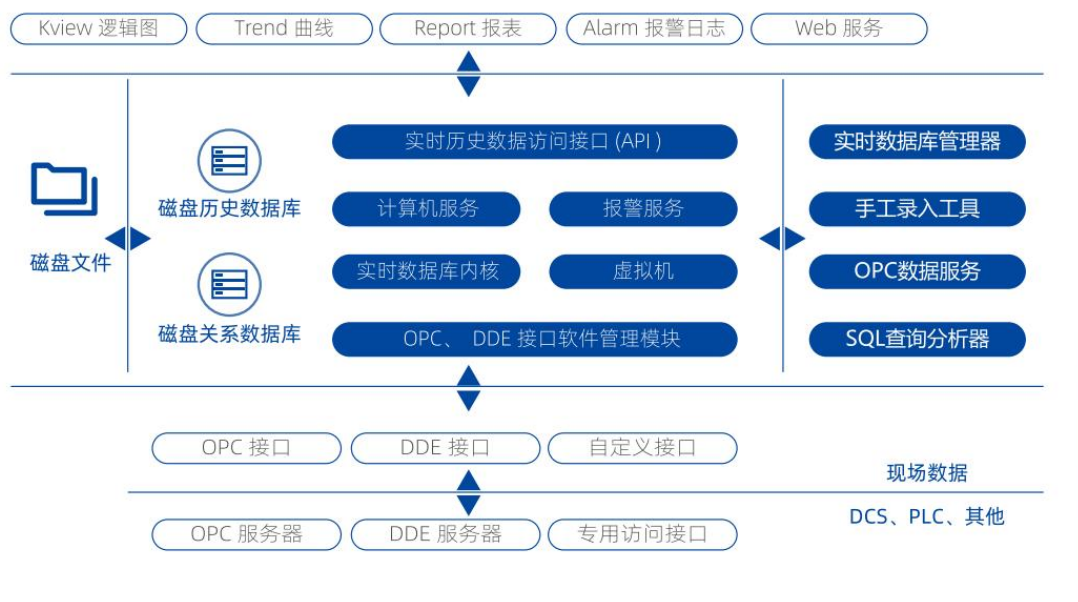 Kview 逻辑图
Trend 曲线
Report 报表
Alarm 报警日志
Web 服务
磁盘文件
磁盘历史数据库
磁盘关系数据库
实时历史数据访问接口 (API )
计算机服务
报警服务
实时数据库内核
虚拟机
OPC、 DDE 接口软件管理模块
实时数据库管理器
手工录入工具
OPC数据服务
SQL查询分析器
OPC 接口
DDE 接口
自定义接口
现场数据
OPC 服务器
DDE 服务器
专用访问接口
DCS、PLC、其他